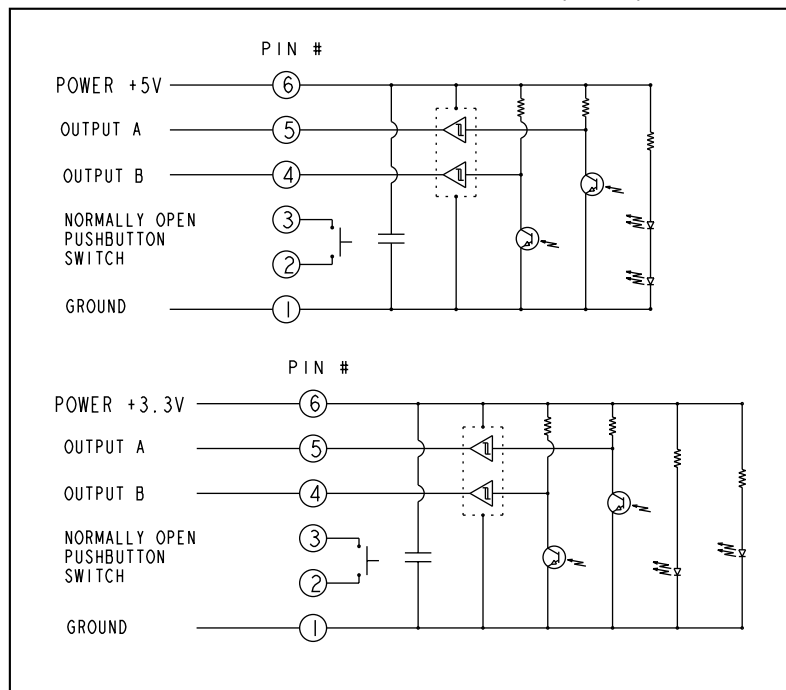 PIN #
POWER +5V 6
OUTPUT A 5
OUTPUT B 4
NORMALLY OPEN 3
PUSHBUTTON
SWITCH 2
GROUND 1
PIN #
POWER +3.3V 6
OUTPUT A 5
OUTPUT B 4
NORMALLY OPEN 3
PUSHBUTTON
SWITCH 2
GROUND 1